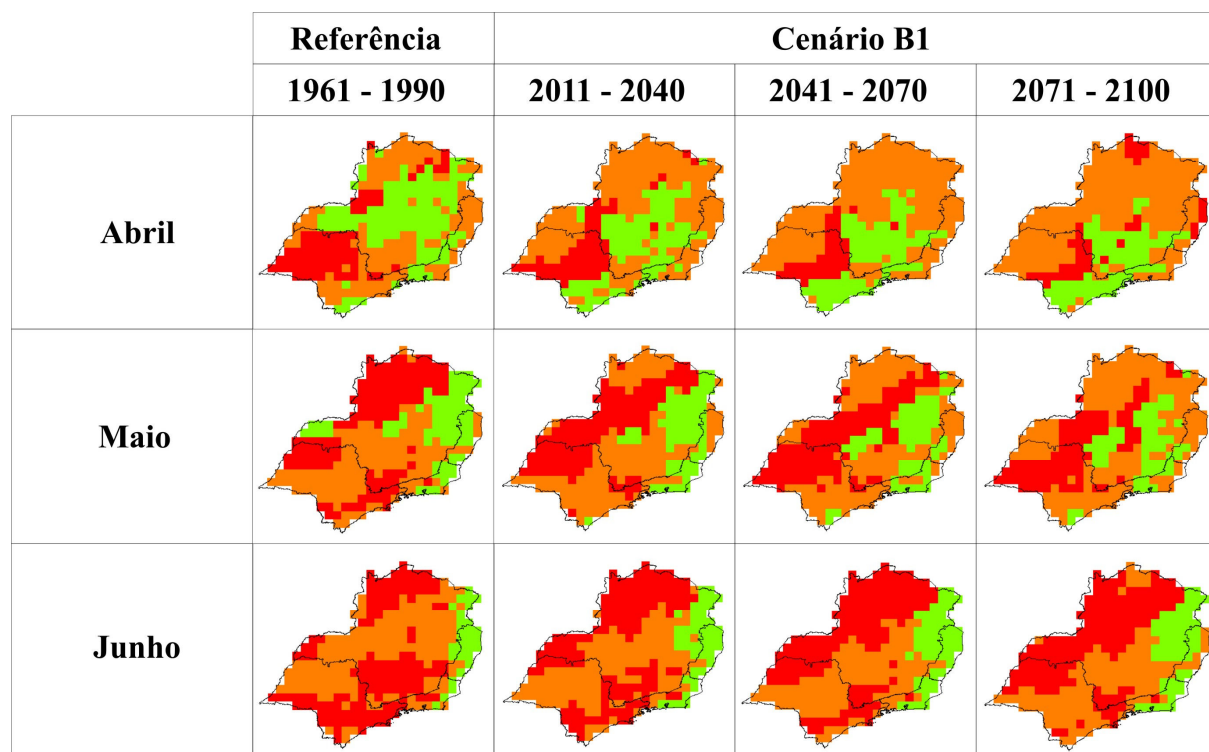 Referência
Cenário B1
1961 - 1990
2011 - 2040
2041 - 2070
2071 - 2100
Abril
Maio
Junho